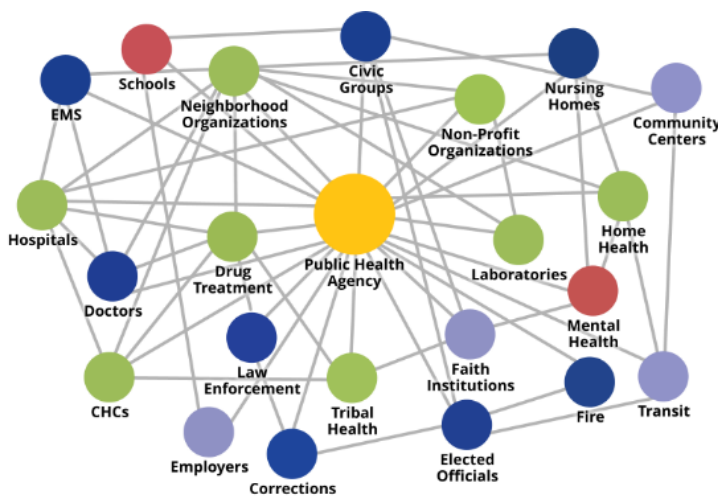 Schools
Civic
Groups
EMS
Neighborhood
Organizations
Nursing
Homes
Non-Profit
Organizations
Community
Centers
Hospitals
Doctors
Drug
Treatment
Public Health
Agency
Laboratories
Home
Health
Mental
Health
Law
Enforcement
Faith
Institutions
CHCs
Tribal
Health
Fire
Transit
Employers
Corrections
Elected
Officials